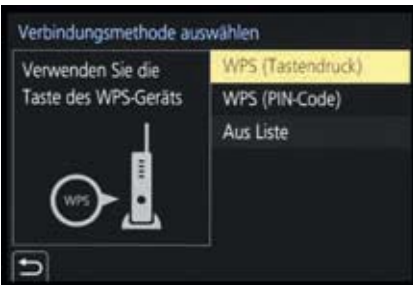 Verbindungsmethode auswählen
Verwenden Sie die
Taste des WPS-Geräts
WPS
WPS (Tastendruck)
WPS (PIN-Code)
Aus Liste